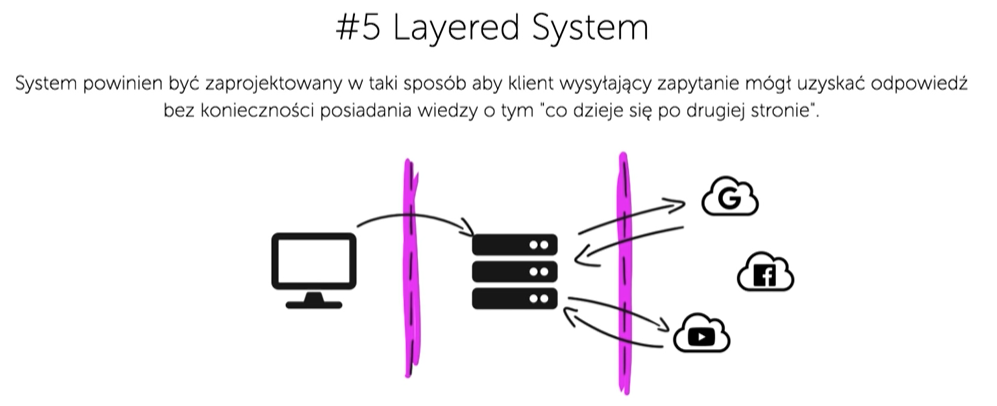 #5 Layered System
System powinien być zaprojektowany w taki sposób aby klient wysyłający zapytanie mógł uzyskać odpowiedź
bez konieczności posiadania wiedzy o tym "co dzieje się po drugiej stronie".
G
f